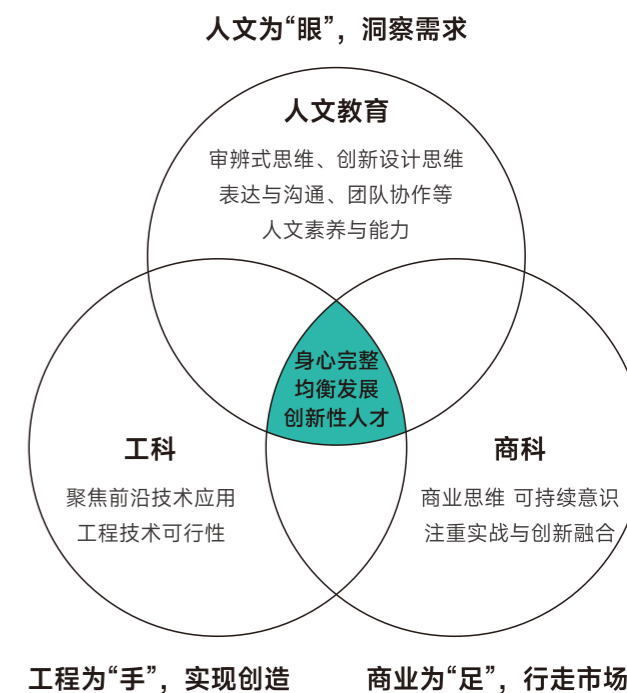 人文为“眼”，洞察需求
人文教育
审辨式思维、创新设计思维
表达与沟通、团队协作等
人文素养与能力
身心完整
均衡发展
创新性人才
工科
聚焦前沿技术应用
工程技术可行性
商科
商业思维 可持续意识
注重实战与创新融合
工程为“手”，实现创造
商业为“足”，行走市场